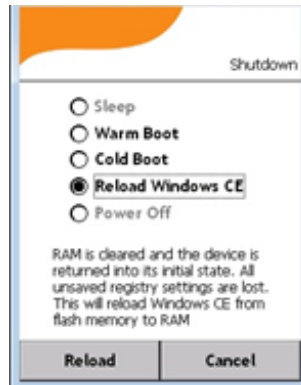 Shutdown
Sleep
Warm Boot
Cold Boot
Reload Windows CE
Power Off
RAM is cleared and the device is
returned into its initial state. All
unsaved registry settings are lost.
This will reload Windows CE from
flash memory to RAM
Reload
Cancel